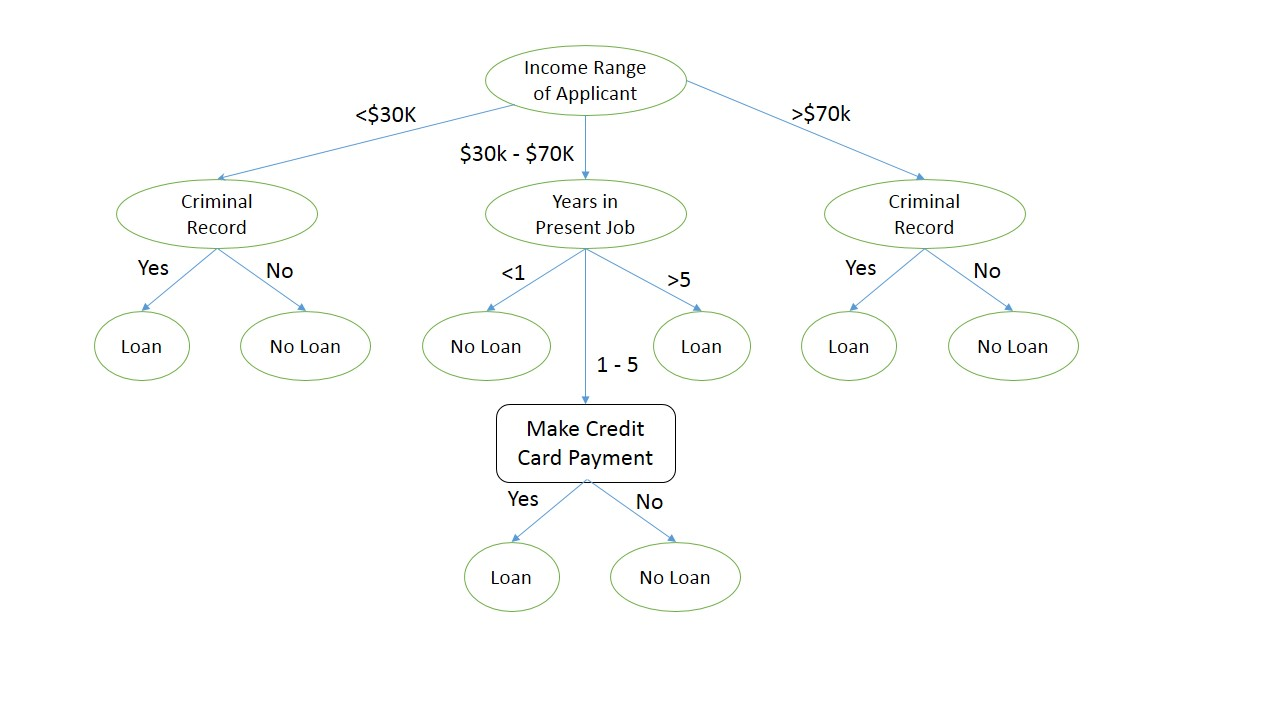 Income Range
of Applicant
<$30K
$30k - $70K
>$70k
Criminal
Record
Years in
Present Job
Criminal
Record
Yes
No
<1
>5
Yes
No
Loan
No Loan
No Loan
1 - 5
Loan
Loan
No Loan
Make Credit
Card Payment
Yes
No
Loan
No Loan